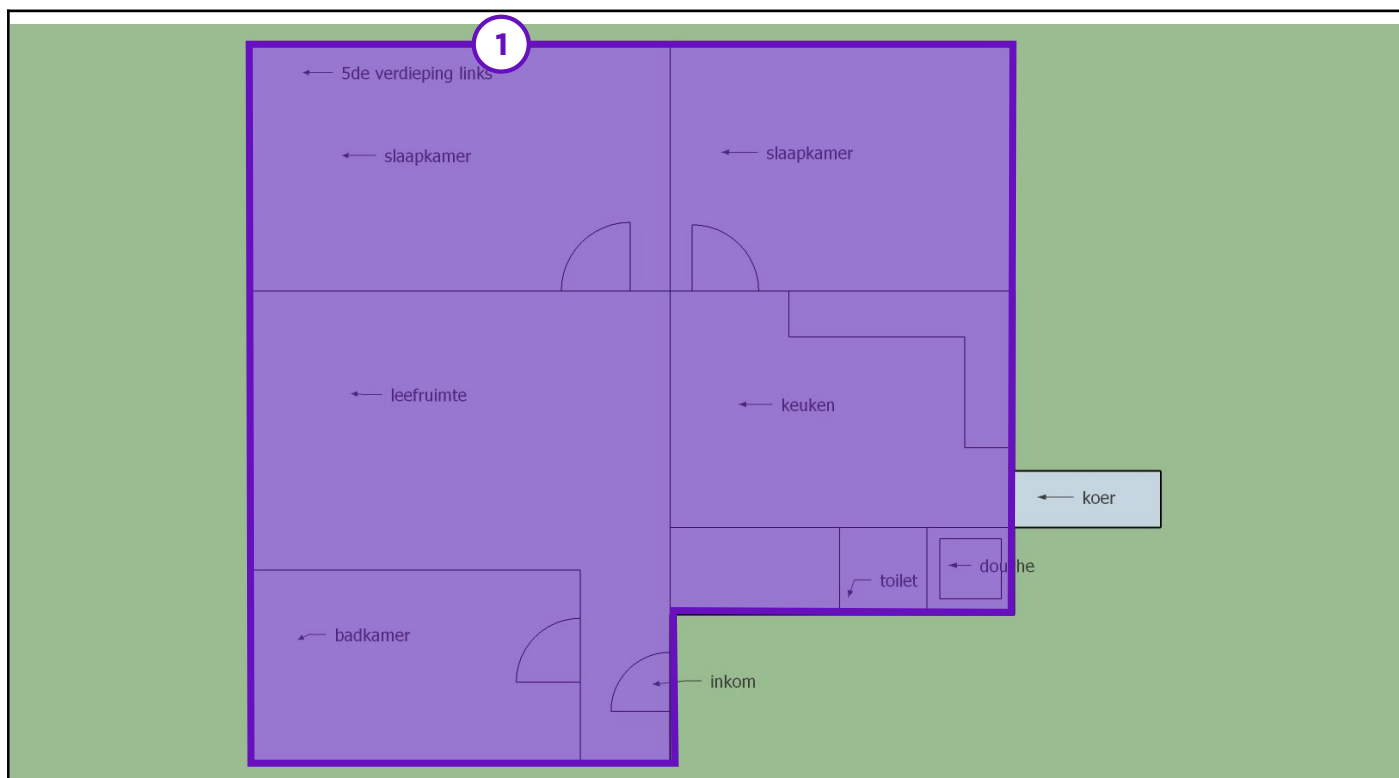 1
5de verdieping links
slaapkamer
slaapkamer
leefruimte
keuken
koer
douche
toilet
badkamer
inkom